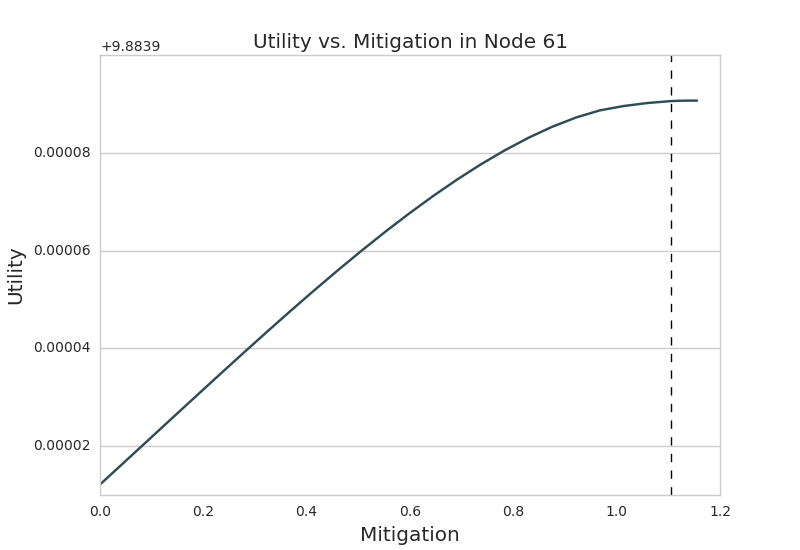 Utility vs. Mitigation in Node 61
+9.8839
0.00008
0.00006
0.00004
0.00002
Utility
0.0 0.2 0.4 0.6 0.8 1.0 1.2
Mitigation